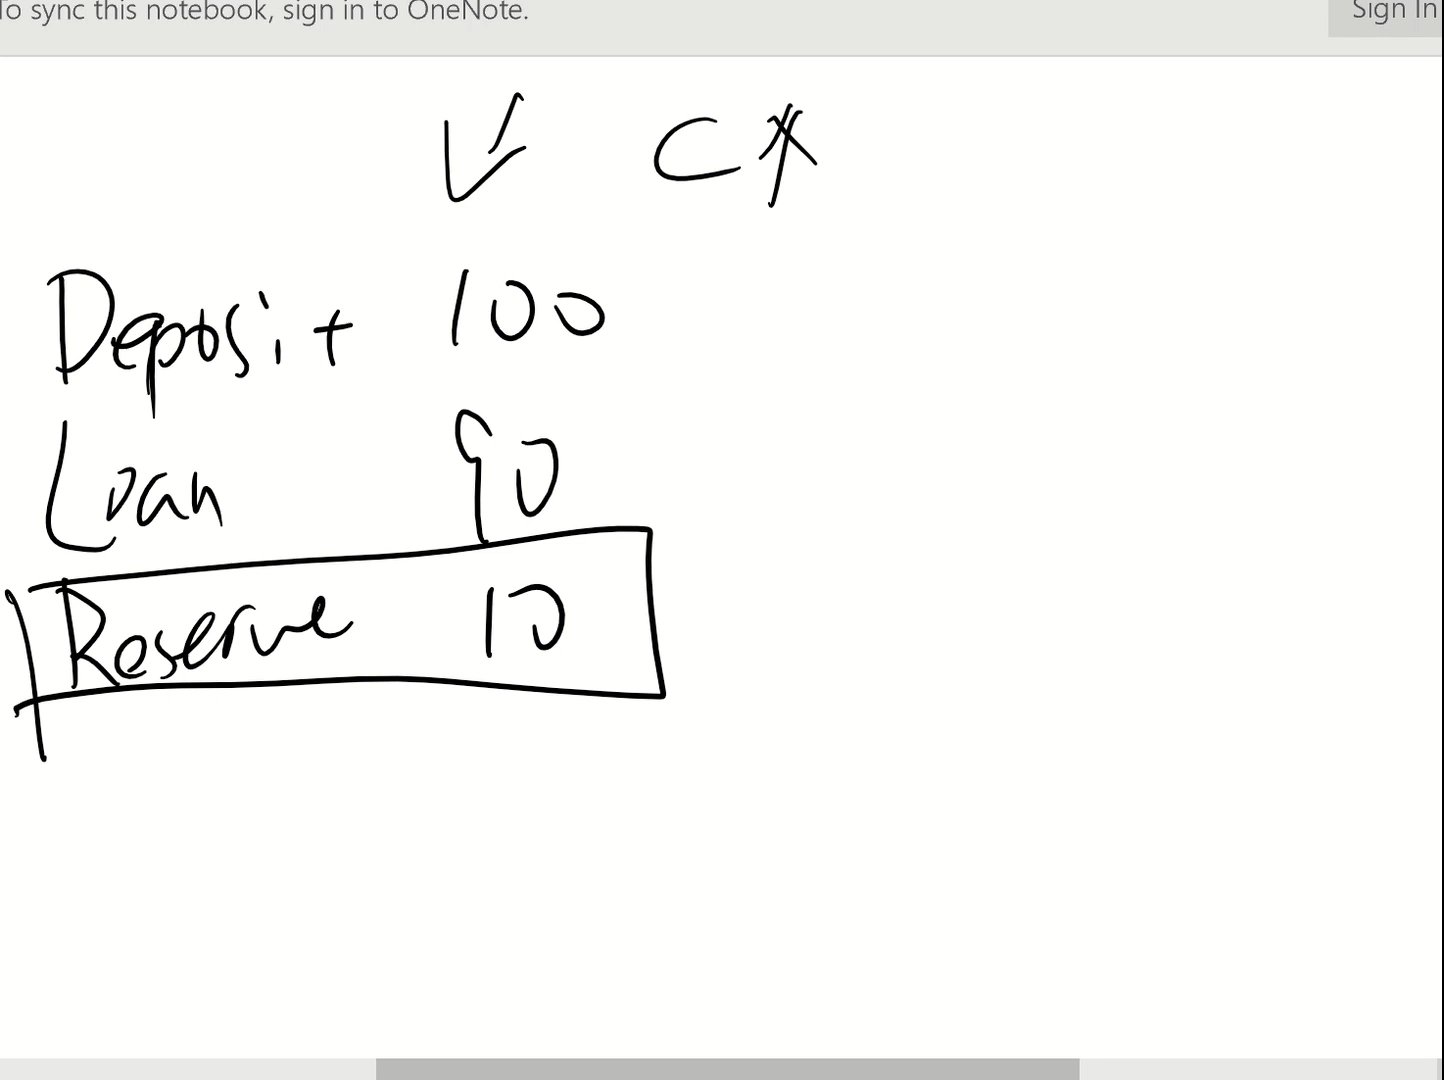 To sync this notebook, sign in to OneNote.
Sign In
Deposit 100
Loan 90
Reserve 10